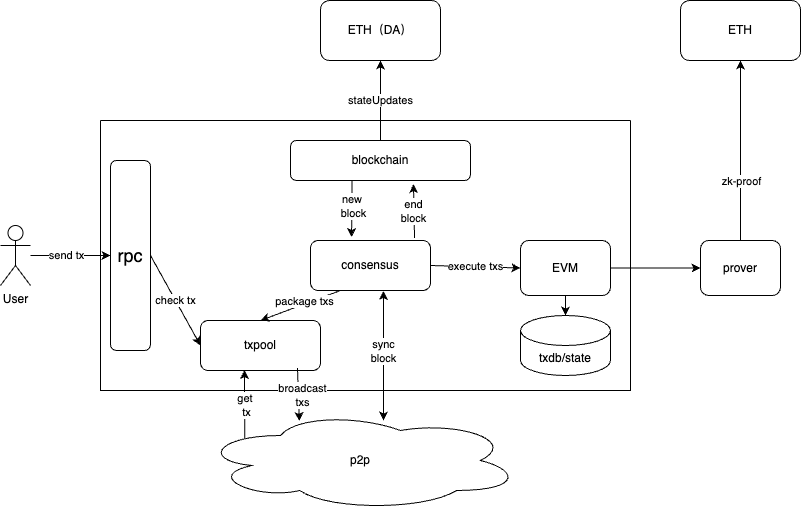 ETH（DA）
ETH
stateUpdates
blockchain
new
block
end
block
zk-proof
send tx
rpc
consensus
execute txs
EVM
prover
User
check tx
package txs
txpool
sync
block
txdb/state
get
tx
broadcast
txs
p2p